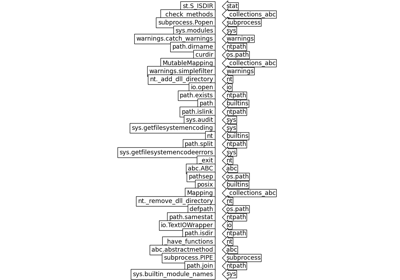 st.S_ISDIR stat
_check_methods _collections_abc
subprocess.Popen subprocess
sys.modules sys
warnings.catch_warnings warnings
path.dirname ntpath
curdir os.path
MutableMapping _collections_abc
warnings.simplefilter warnings
nt._add_dll_directory nt
io.open io
path.exists ntpath
path builtins
path.islink ntpath
sys.audit sys
sys.getfilesystemencoding sys
nt builtins
path.split ntpath
sys.getfilesystemencodeerrors sys
_exit nt
abc.ABC abc
pathsep os.path
posix builtins
Mapping _collections_abc
nt._remove_dll_directory nt
defpath os.path
path.samestat ntpath
io.TextIOWrapper io
path.isdir ntpath
_have_functions nt
abc.abstractmethod abc
subprocess.PIPE subprocess
path.join ntpath
sys.builtin_module_names sys